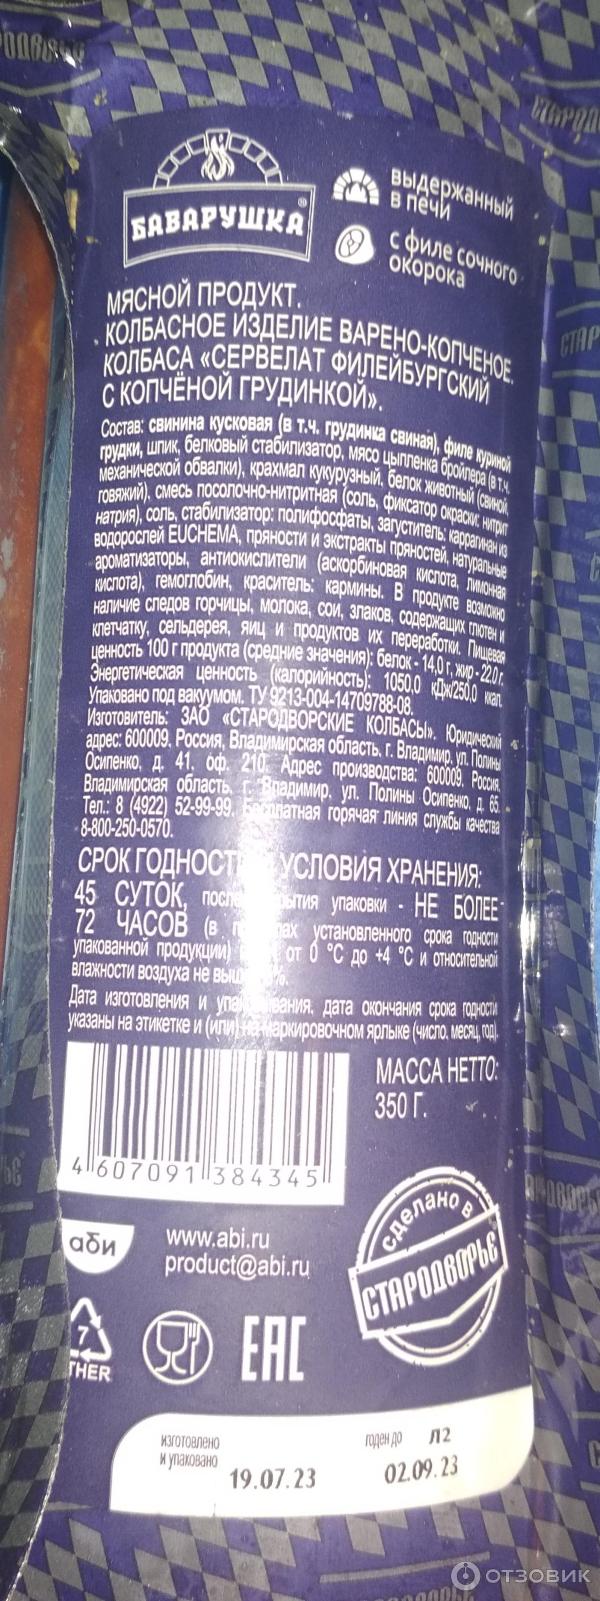 РОДВОРЬЕ
СТАРОДВО
БАВАРУШКА®
ВЫДЕРЖАННЫЙ
В ПЕЧИ
С ФИЛЕ СОЧНОГО
ОКОРОКА
МЯСНОЙ ПРОДУКТ.
КОЛБАСНОЕ ИЗДЕЛИЕ ВАРЕНО-КОПЧЕНОЕ.
КОЛБАСА «СЕРВЕЛАТ ФИЛЕЙБУРГСКИЙ
С КОПЧЁНОЙ ГРУДИНКОЙ».
Состав: свинина кусковая (в т.ч. грудинка свиная), филе куриной
грудки, шпик, белковый стабилизатор, мясо цыпленка бройлера (в т.ч.
механической обвалки), крахмал кукурузный, белок животный (свиной,
говяжий), смесь посолочно-нитритная (соль, фиксатор окраски: нитрит
натрия), соль, стабилизатор: полифосфаты, загуститель: каррагинан из
водорослей EUCHEMA, пряности и экстракты пряностей, натуральные
ароматизаторы, антиокислители (аскорбиновая кислота, лимонная
кислота), гемоглобин, краситель: кармины. В продукте возможно
наличие следов горчицы, молока, сои, злаков, содержащих глютен и
клетчатку, сельдерея, яиц и продуктов их переработки. Пищевая
ценность 100 г продукта (средние значения): белок - 14,0 г, жир - 22,0 г.
Энергетическая ценность (калорийность): 1050.0 кДж/250.0 ккал.
Упаковано под вакуумом. ТУ 9213-004-14709788-08.
Изготовитель: ЗАО «СТАРОДВОРСКИЕ КОЛБАСЫ». Юридический
адрес: 600009, Россия, Владимирская область, г. Владимир, ул. Полины
Осипенко, д. 41, оф. 210. Адрес производства: 600009, Россия,
Владимирская область, г. Владимир, ул. Полины Осипенко, д. 65.
Тел.: 8 (4922) 52-99-99. Бесплатная горячая линия службы качества
8-800-250-0570.
СРОК ГОДНОСТИ УСЛОВИЯ ХРАНЕНИЯ:
45 СУТОК, после вскрытия упаковки - НЕ БОЛЕЕ
72 ЧАСОВ (в пределах установленного срока годности
упакованной продукции) от 0 °С до +4 °С и относительной
влажности воздуха не выше
Дата изготовления и упаковывания, дата окончания срока годности
указаны на этикетке и (или) на маркировочном ярлыке (число, месяц, год).
МАССА НЕТТО:
350 Г.
4 607091 384345
аби
www.abi.ru
product@abi.ru
сделано в
СТАРОДВОРЬЕ
7
THER
EAC
изготовлено
и упаковано
19.07.23
годен до Л2
02.09.23
ОТЗОВИК